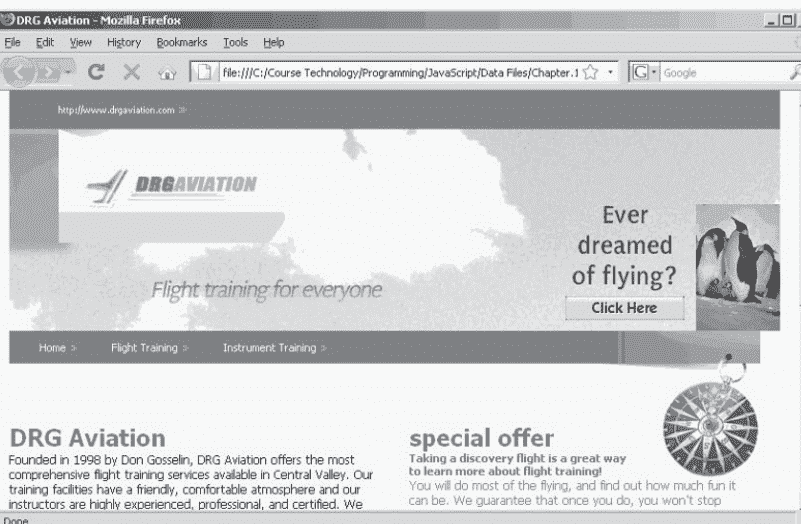 DRG Aviation - Mozilla Firefox
File Edit View History Bookmarks Tools Help
file:///C:/Course Technology/Programming/JavaScript/Data Files/Chapter.1
G Google
http://www.drgaviation.com »
DRGAVIATION
Ever
dreamed
of flying?
Click Here
Flight training for everyone
Home > Flight Training > Instrument Training >
DRG Aviation
Founded in 1998 by Don Gosselin, DRG Aviation offers the most
comprehensive flight training services available in Central Valley. Our
training facilities have a friendly, comfortable atmosphere and our
instructors are highly experienced, professional, and certified. We
special offer
Taking a discovery flight is a great way
to learn more about flight training!
You will do most of the flying, and find out how much fun it
can be. We guarantee that once you do, you won't stop
Done